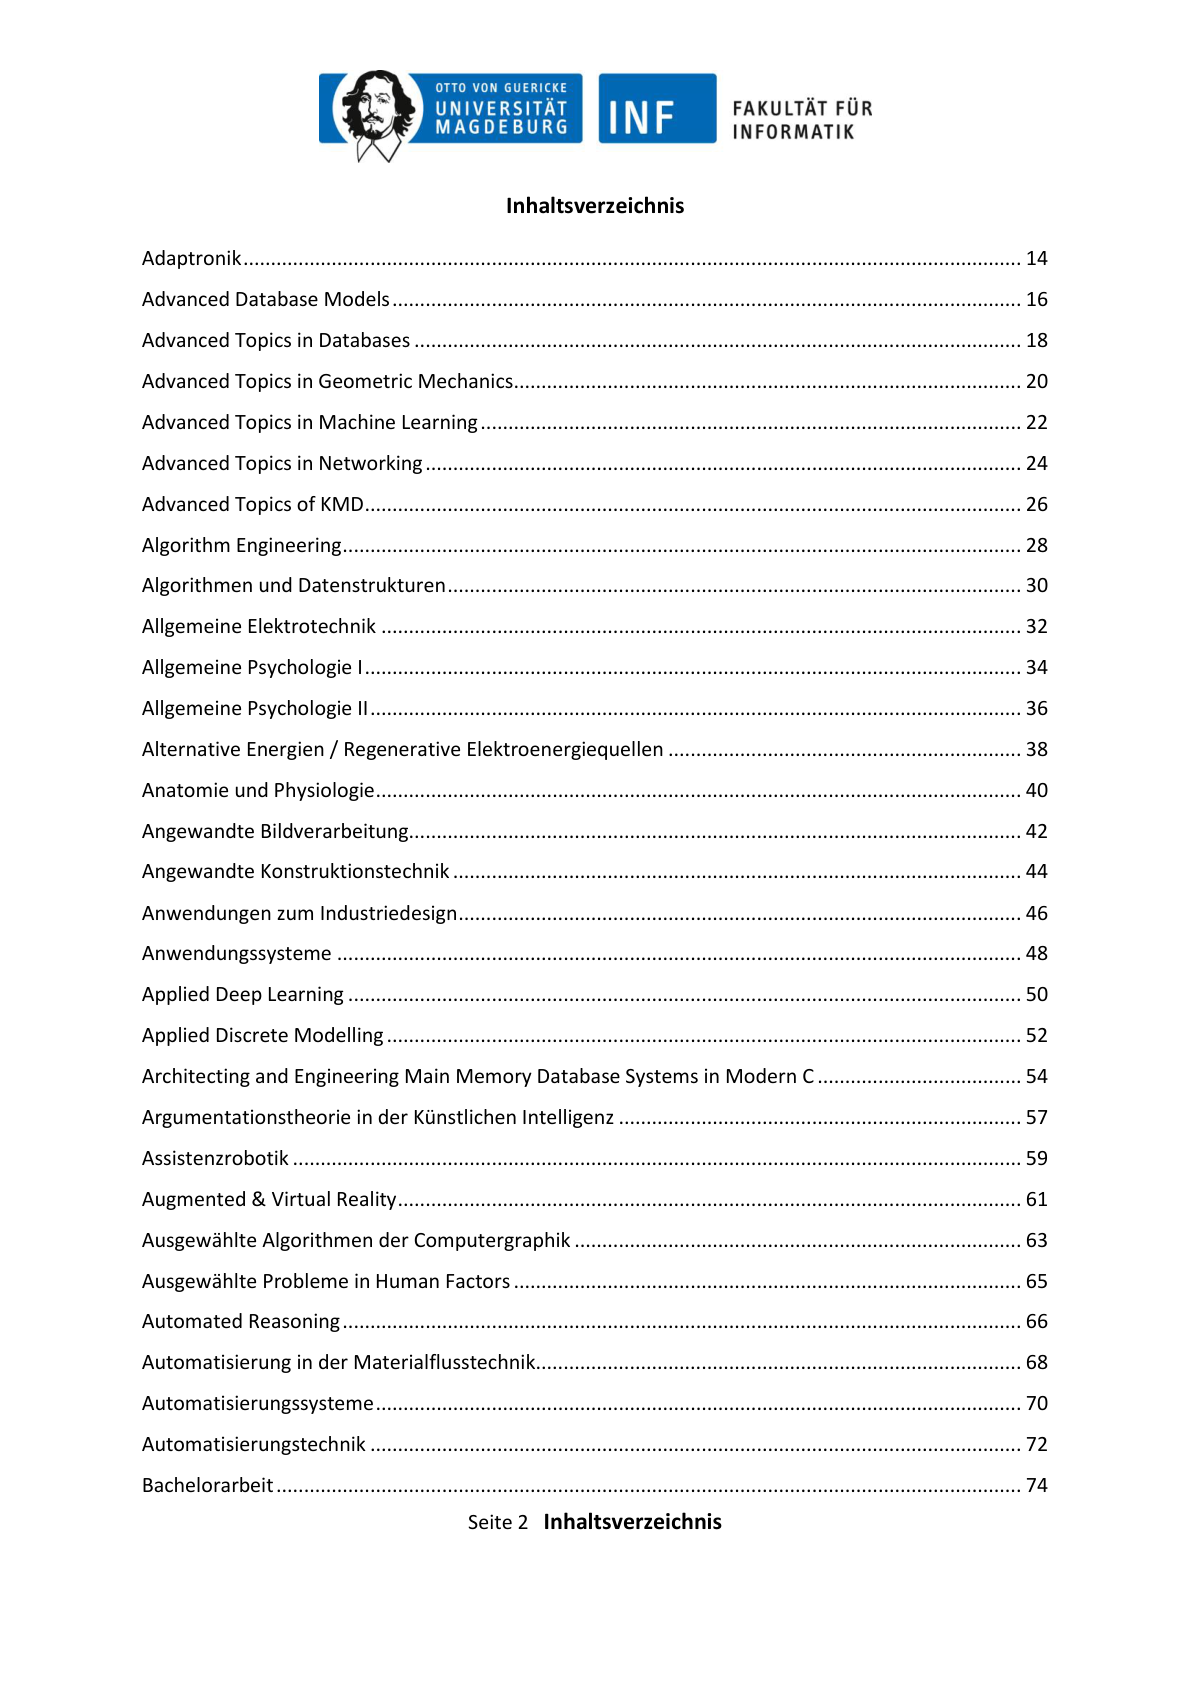 OTTO VON GUERICKE
UNIVERSITÄT
MAGDEBURG
INF
FAKULTÄT FÜR
INFORMATIK
Inhaltsverzeichnis
Adaptronik ........ 14
Advanced Database Models ........ 16
Advanced Topics in Databases ........ 18
Advanced Topics in Geometric Mechanics ........ 20
Advanced Topics in Machine Learning ........ 22
Advanced Topics in Networking ........ 24
Advanced Topics of KMD ........ 26
Algorithm Engineering ........ 28
Algorithmen und Datenstrukturen ........ 30
Allgemeine Elektrotechnik ........ 32
Allgemeine Psychologie I ........ 34
Allgemeine Psychologie II ........ 36
Alternative Energien / Regenerative Elektroenergiequellen ........ 38
Anatomie und Physiologie ........ 40
Angewandte Bildverarbeitung ........ 42
Angewandte Konstruktionstechnik ........ 44
Anwendungen zum Industriedesign ........ 46
Anwendungssysteme ........ 48
Applied Deep Learning ........ 50
Applied Discrete Modelling ........ 52
Architecting and Engineering Main Memory Database Systems in Modern C ........ 54
Argumentationstheorie in der Künstlichen Intelligenz ........ 57
Assistenzrobotik ........ 59
Augmented & Virtual Reality ........ 61
Ausgewählte Algorithmen der Computergraphik ........ 63
Ausgewählte Probleme in Human Factors ........ 65
Automated Reasoning ........ 66
Automatisierung in der Materialflusstechnik ........ 68
Automatisierungssysteme ........ 70
Automatisierungstechnik ........ 72
Bachelorarbeit ........ 74
Seite 2 Inhaltsverzeichnis